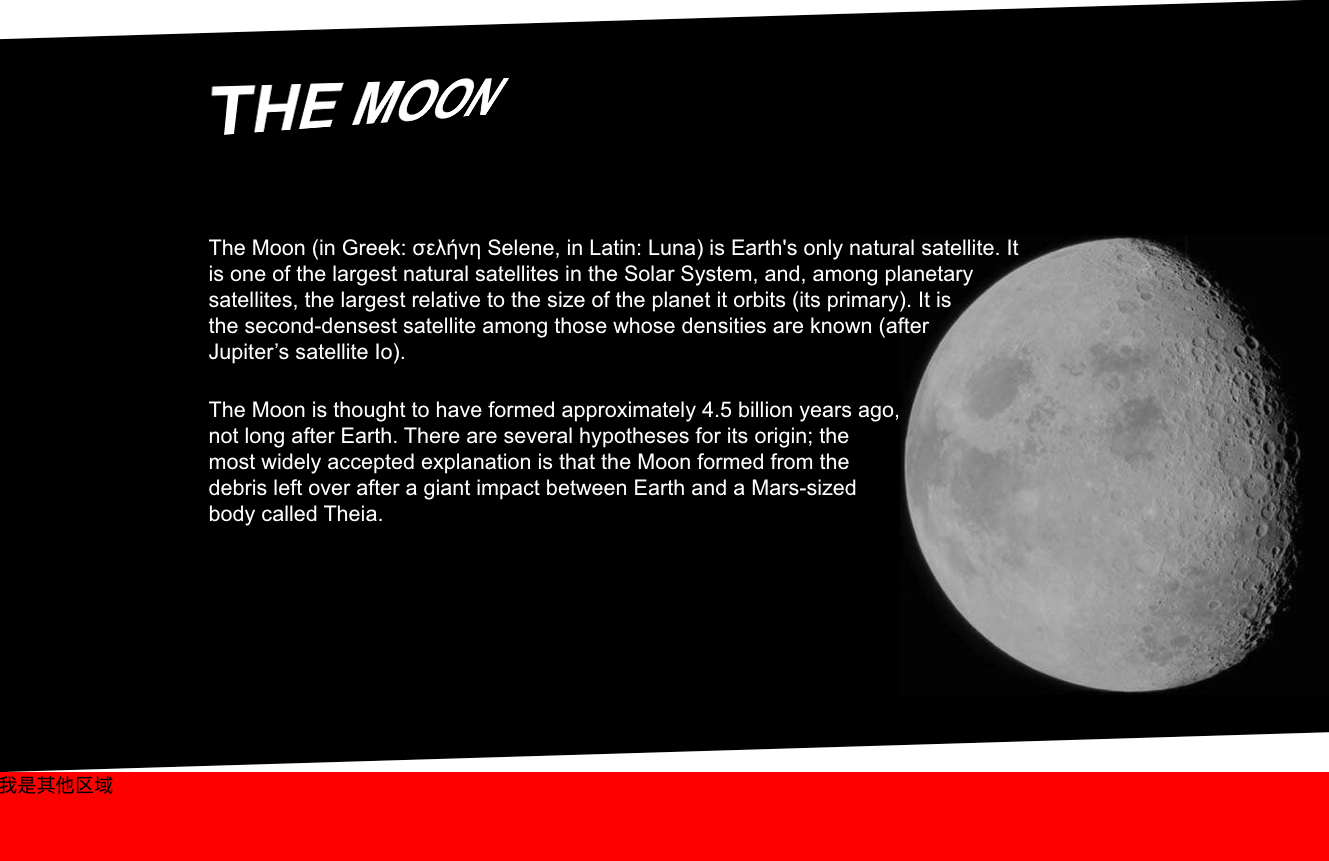 THE MOON
The Moon (in Greek: σελήνη Selene, in Latin: Luna) is Earth's only natural satellite. It
is one of the largest natural satellites in the Solar System, and, among planetary
satellites, the largest relative to the size of the planet it orbits (its primary). It is
the second-densest satellite among those whose densities are known (after
Jupiter’s satellite Io).
The Moon is thought to have formed approximately 4.5 billion years ago,
not long after Earth. There are several hypotheses for its origin; the
most widely accepted explanation is that the Moon formed from the
debris left over after a giant impact between Earth and a Mars-sized
body called Theia.
我是其他区域